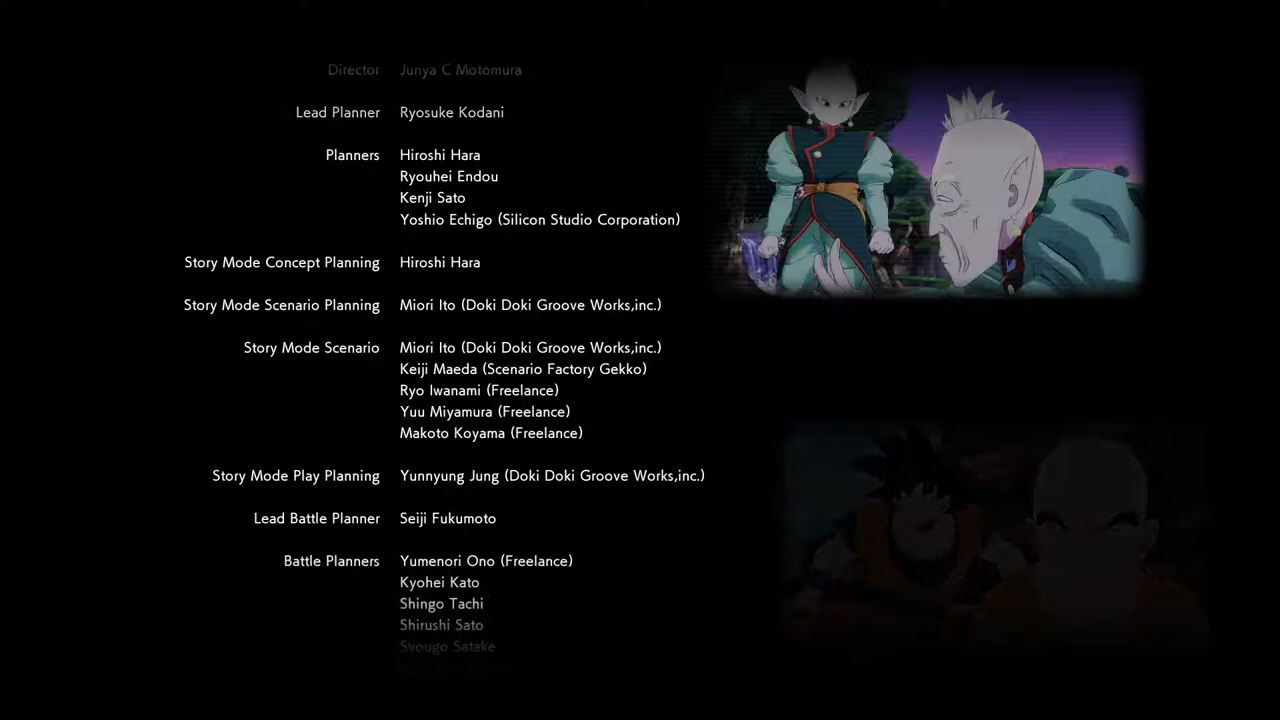 Director Junya C Motomura
Lead Planner Ryosuke Kodani
Planners Hiroshi Hara
Ryouhei Endou
Kenji Sato
Yoshio Echigo (Silicon Studio Corporation)
Story Mode Concept Planning Hiroshi Hara
Story Mode Scenario Planning Miori Ito (Doki Doki Groove Works,inc.)
Story Mode Scenario Miori Ito (Doki Doki Groove Works,inc.)
Keiji Maeda (Scenario Factory Gekko)
Ryo Iwanami (Freelance)
Yuu Miyamura (Freelance)
Makoto Koyama (Freelance)
Story Mode Play Planning Yunnyung Jung (Doki Doki Groove Works,inc.)
Lead Battle Planner Seiji Fukumoto
Battle Planners Yumenori Ono (Freelance)
Kyohei Kato
Shingo Tachi
Shirushi Sato
Syougo Satake